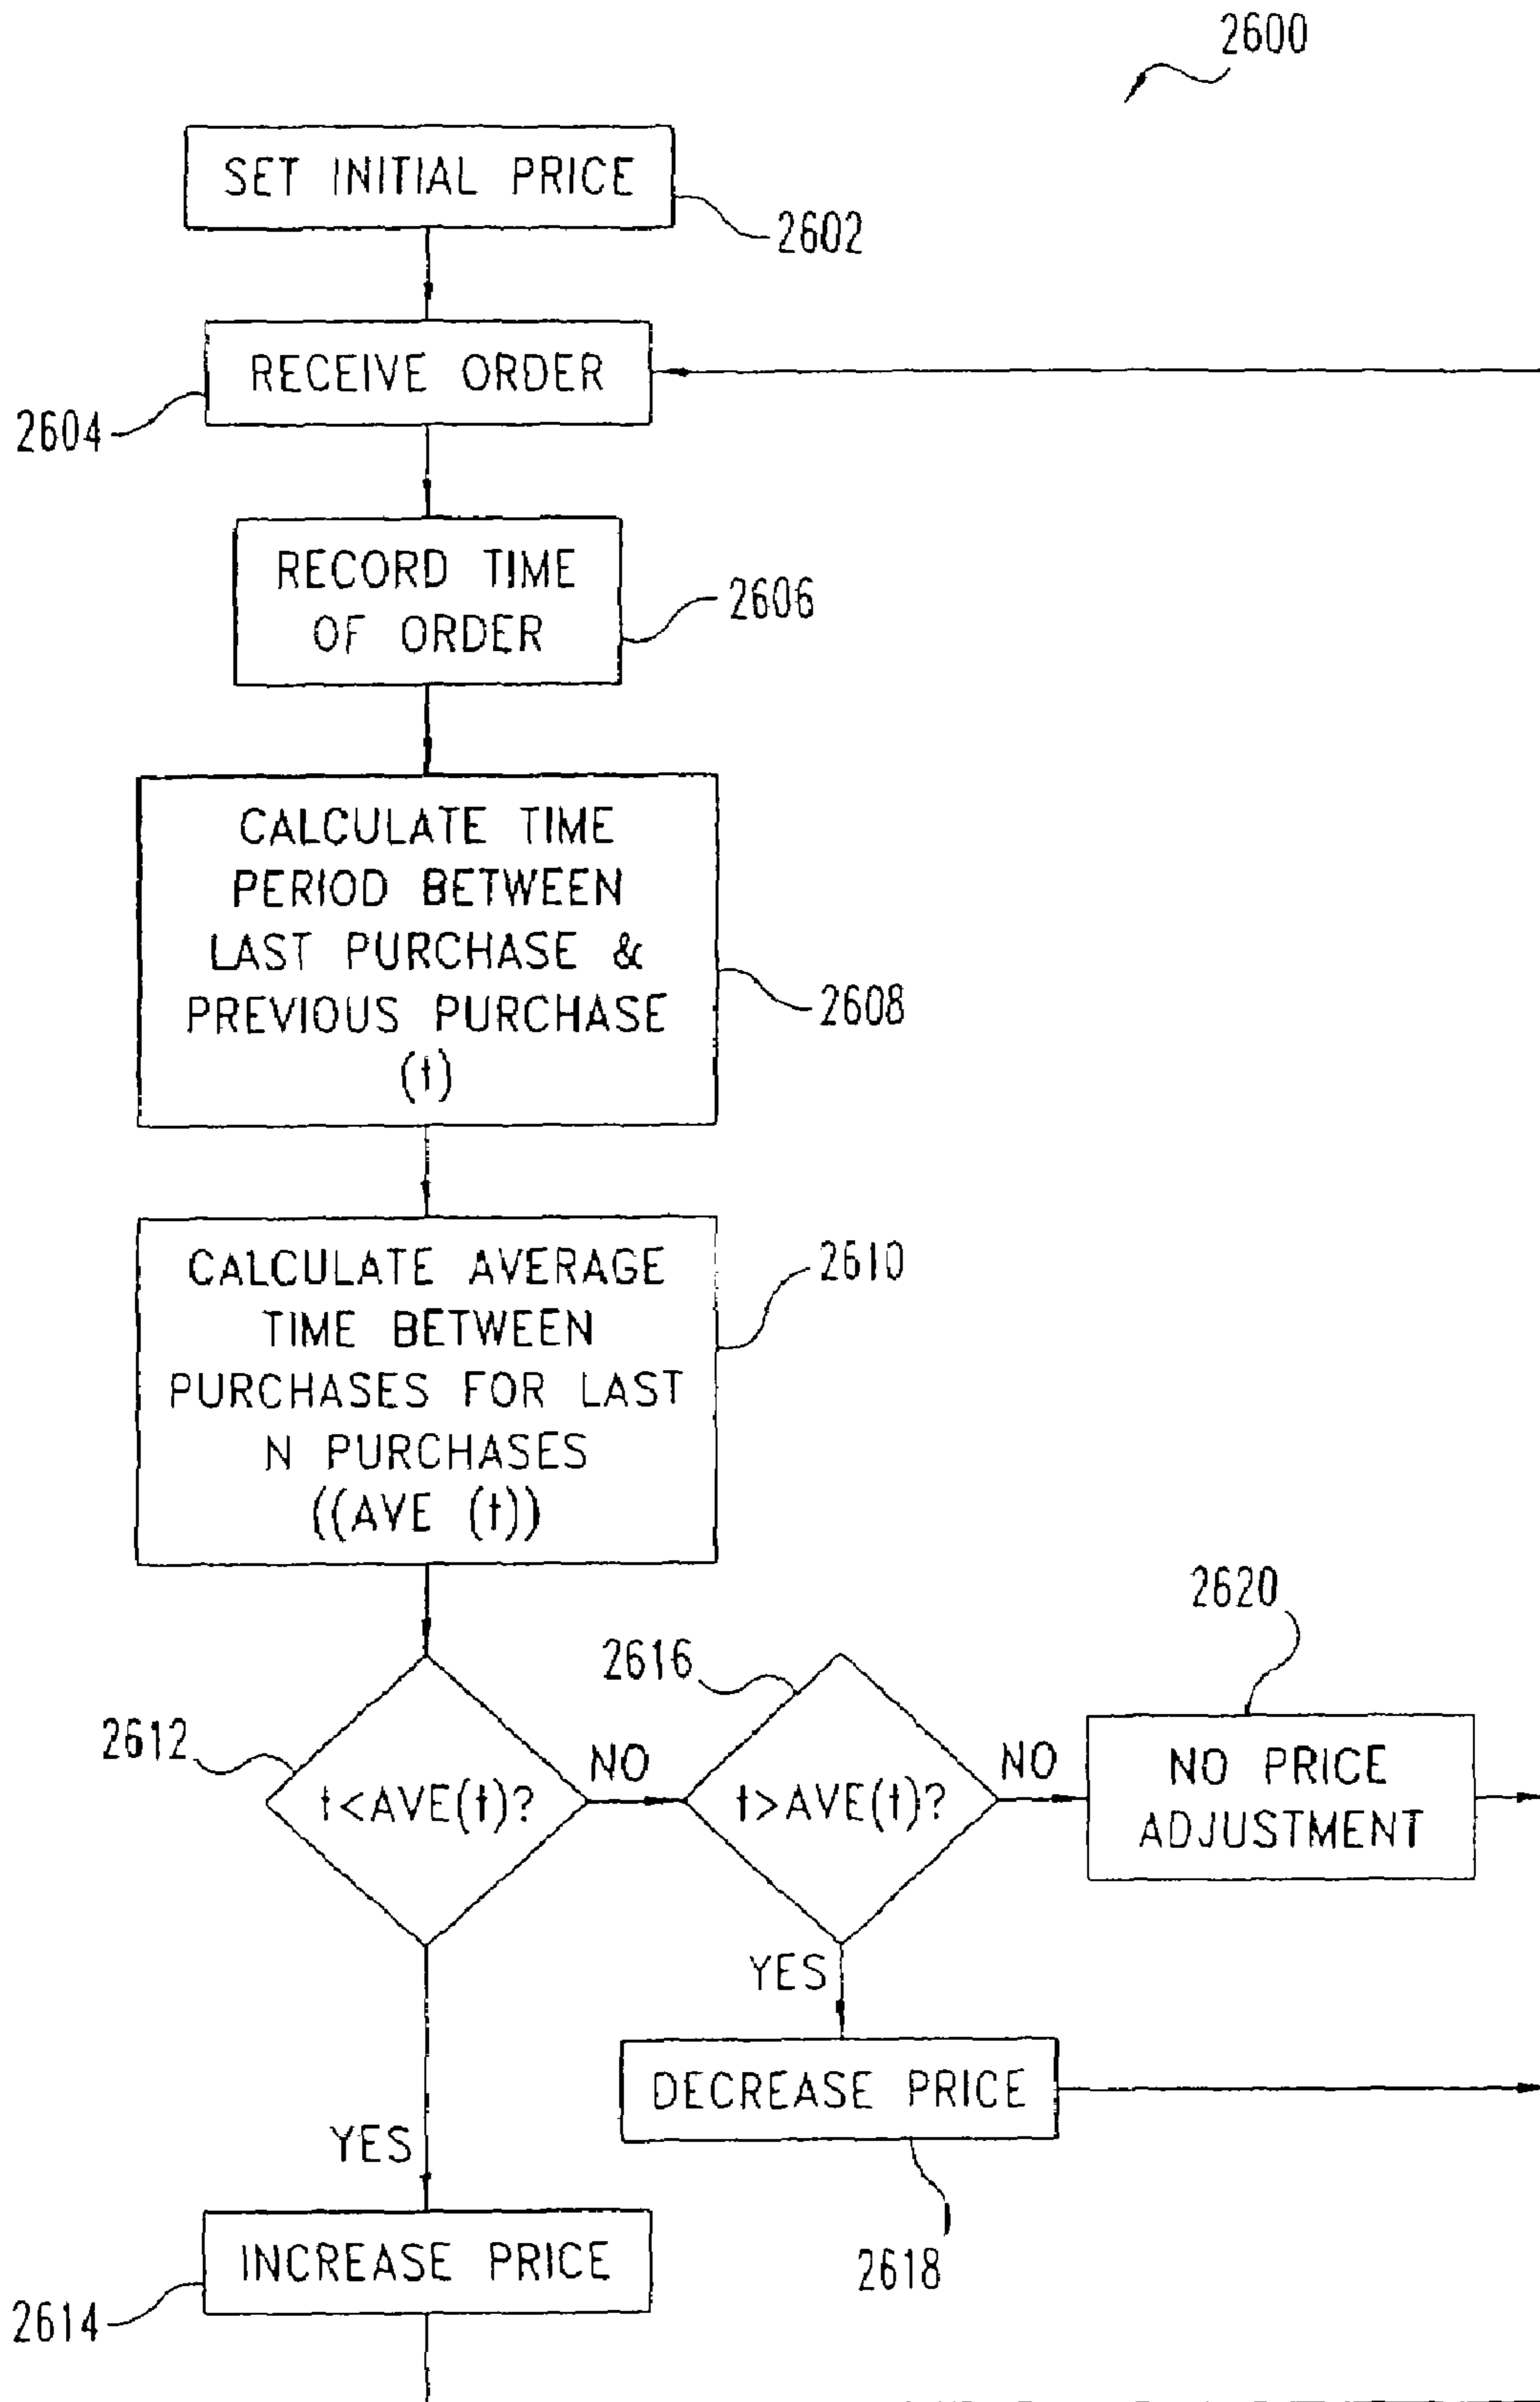 2600
SET INITIAL PRICE
2602
RECEIVE ORDER
2604
RECORD TIME
OF ORDER
2606
CALCULATE TIME
PERIOD BETWEEN
LAST PURCHASE &
PREVIOUS PURCHASE
(t)
2608
CALCULATE AVERAGE
TIME BETWEEN
PURCHASES FOR LAST
N PURCHASES
((AVE (t))
2610
2612
t<AVE(t)?
NO
2616
t>AVE(t)?
NO
2620
NO PRICE
ADJUSTMENT
YES
DECREASE PRICE
2618
YES
INCREASE PRICE
2614